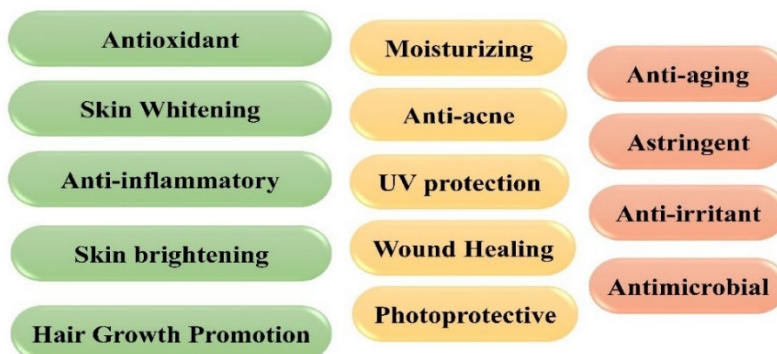 Antioxidant
Skin Whitening
Anti-inflammatory
Skin brightening
Hair Growth Promotion
Moisturizing
Anti-acne
UV protection
Wound Healing
Photoprotective
Anti-aging
Astringent
Anti-irritant
Antimicrobial